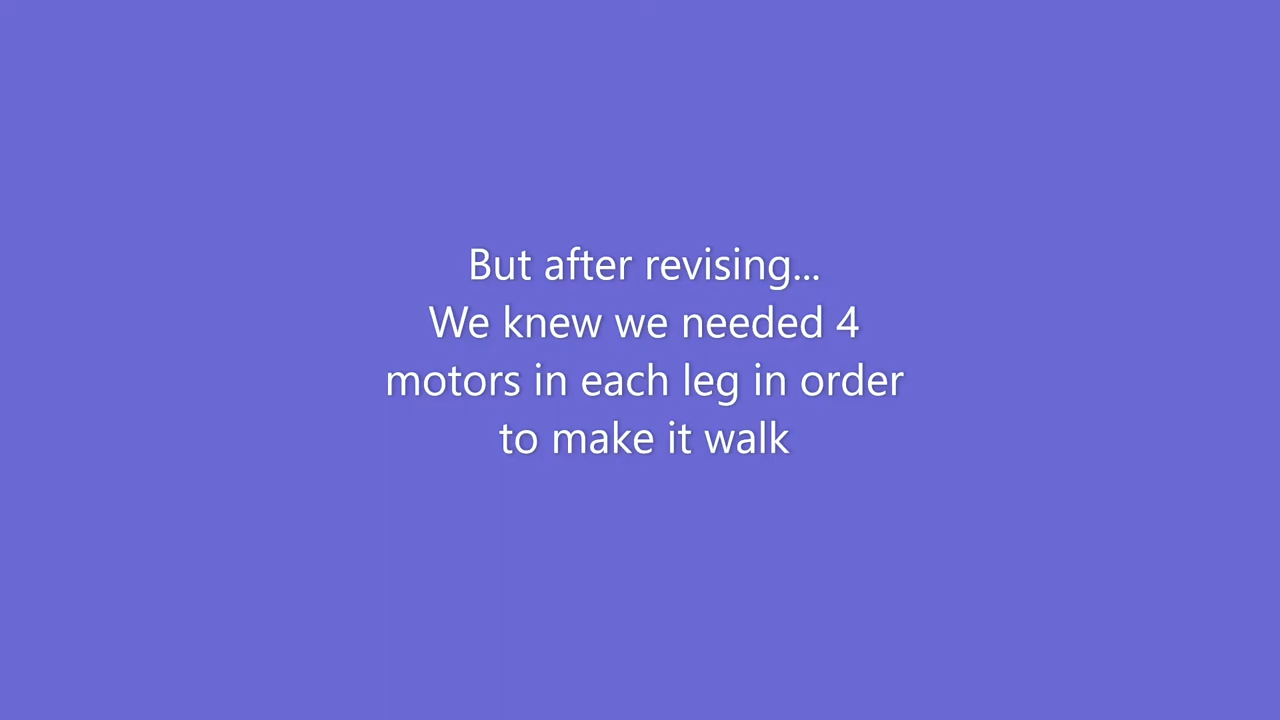 But after revising...
We knew we needed 4
motors in each leg in order
to make it walk